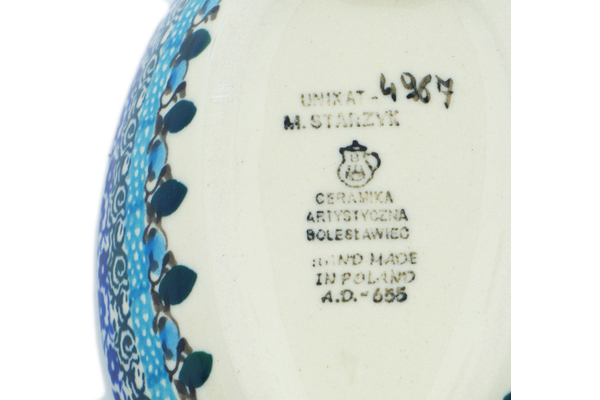 UNIKAT - 4967
M. STARZYK
CERAMIKA
ARTYSTYCZNA
BOLESŁAWIEC
HAND MADE
IN POLAND
A.D. - 655